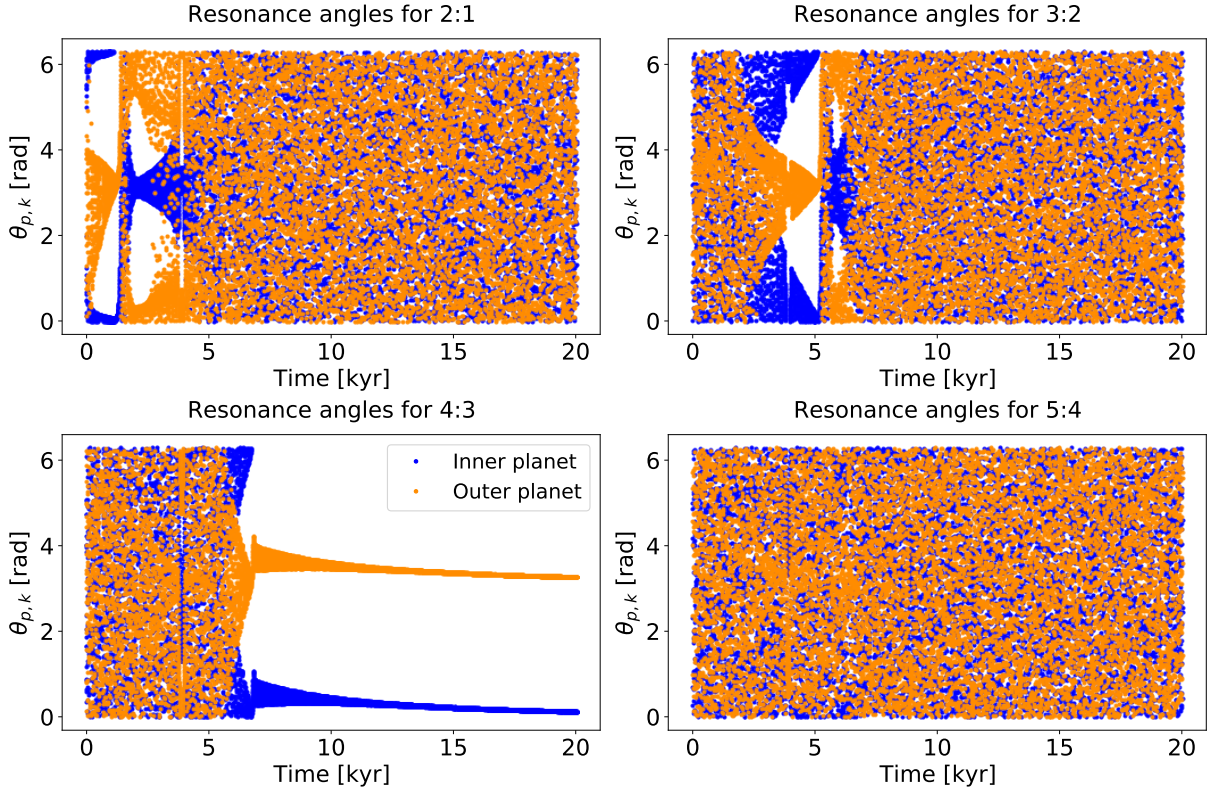 Resonance angles for 2:1
6
4
2
0
θp,k [rad]
0 5 10 15 20
Time [kyr]
Resonance angles for 3:2
6
4
2
0
θp,k [rad]
0 5 10 15 20
Time [kyr]
Resonance angles for 4:3
6
4
2
0
θp,k [rad]
Inner planet
Outer planet
0 5 10 15 20
Time [kyr]
Resonance angles for 5:4
6
4
2
0
θp,k [rad]
0 5 10 15 20
Time [kyr]